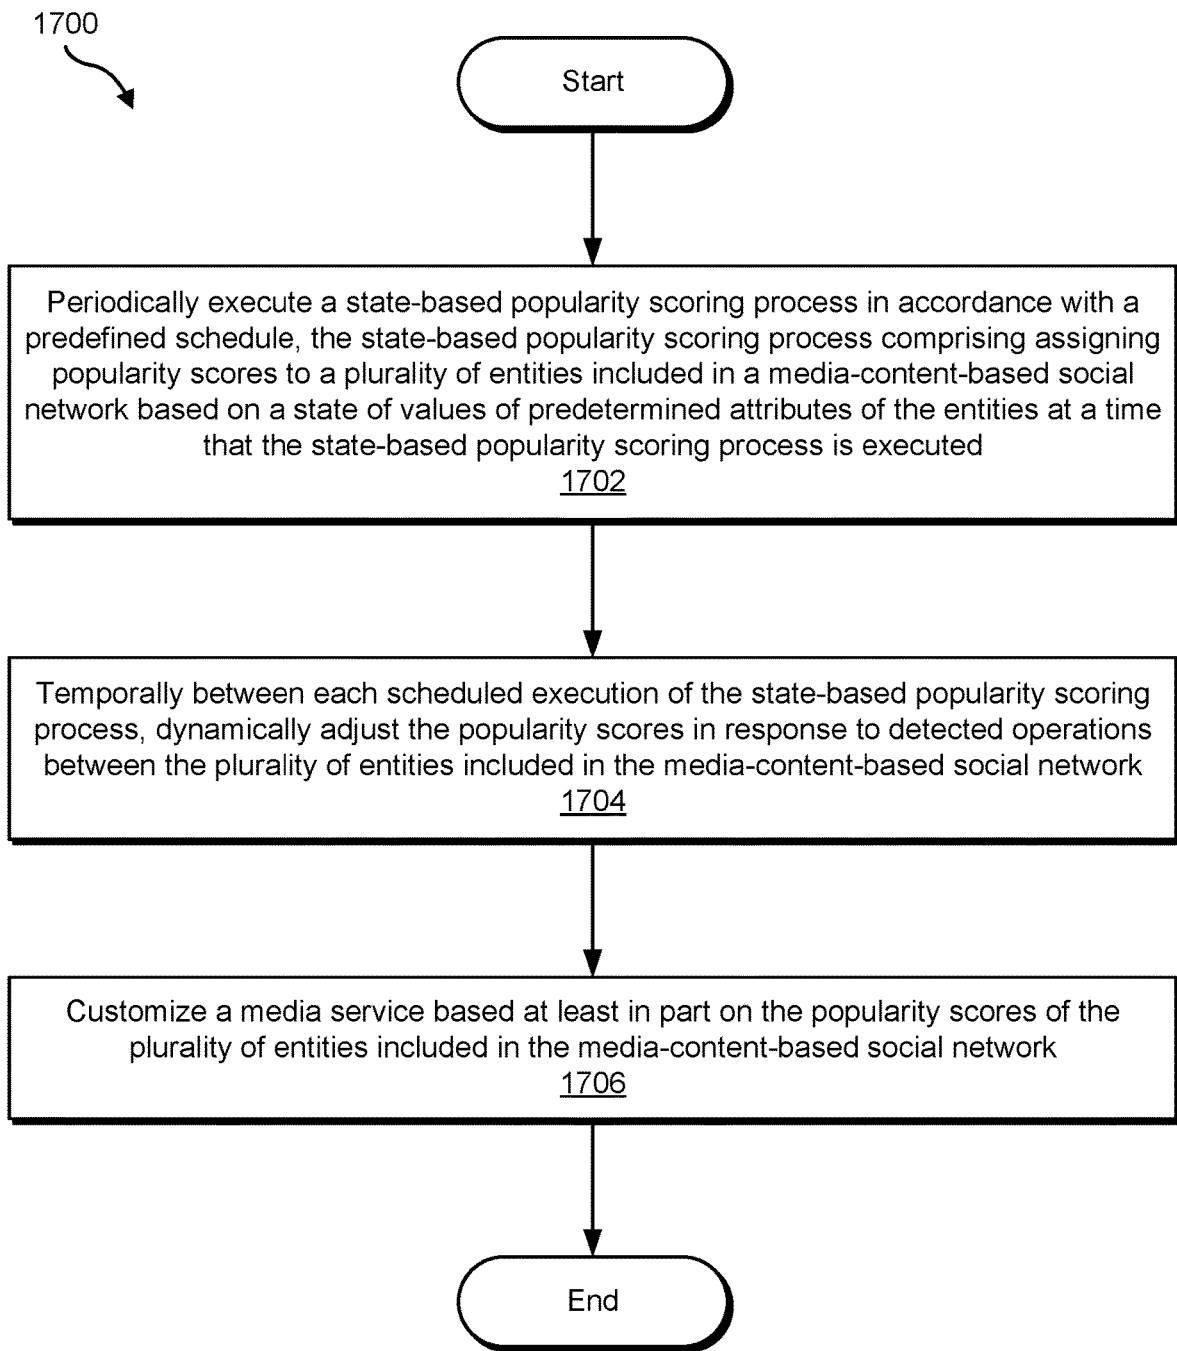 1700
Start
Periodically execute a state-based popularity scoring process in accordance with a
predefined schedule, the state-based popularity scoring process comprising assigning
popularity scores to a plurality of entities included in a media-content-based social
network based on a state of values of predetermined attributes of the entities at a time
that the state-based popularity scoring process is executed
1702
Temporally between each scheduled execution of the state-based popularity scoring
process, dynamically adjust the popularity scores in response to detected operations
between the plurality of entities included in the media-content-based social network
1704
Customize a media service based at least in part on the popularity scores of the
plurality of entities included in the media-content-based social network
1706
End